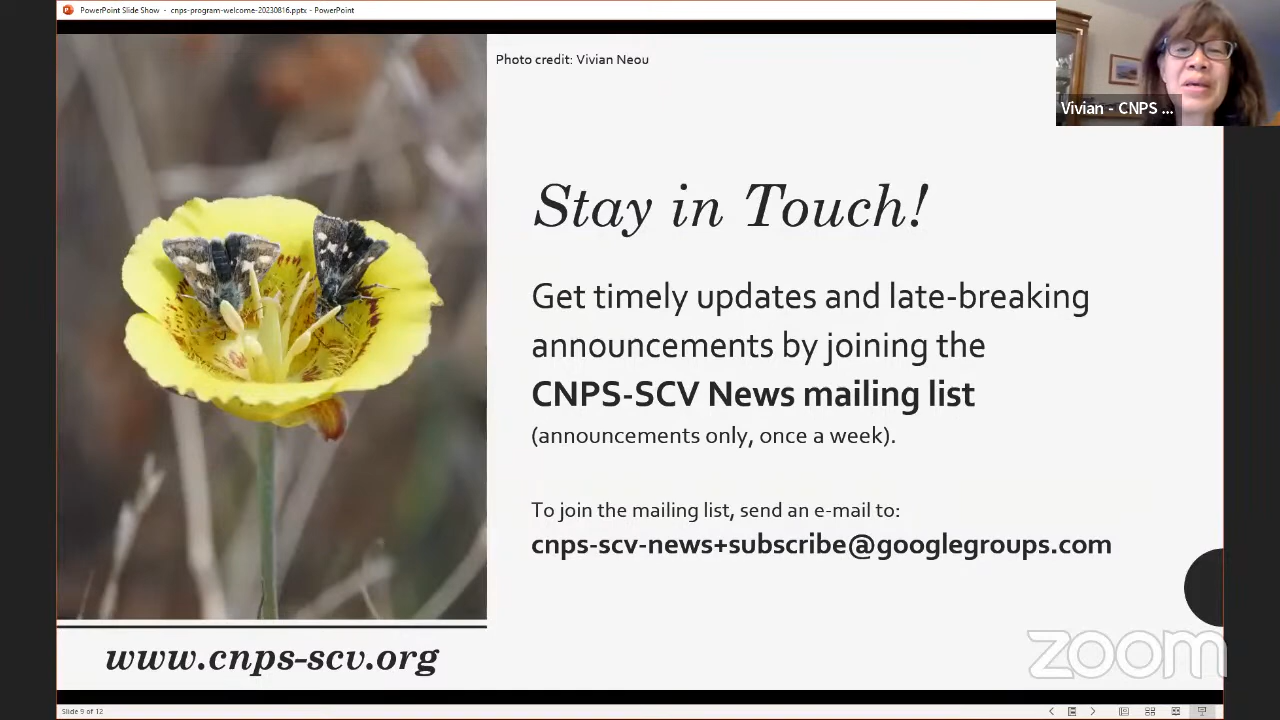 PowerPoint Slide Show - cnps-program-welcome-20230816.pptx - PowerPoint
Photo credit: Vivian Neou
Vivian - CNPS ...
Stay in Touch!
Get timely updates and late-breaking
announcements by joining the
CNPS-SCV News mailing list
(announcements only, once a week).
To join the mailing list, send an e-mail to:
cnps-scv-news+subscribe@googlegroups.com
www.cnps-scv.org
zoom
Slide 9 of 12